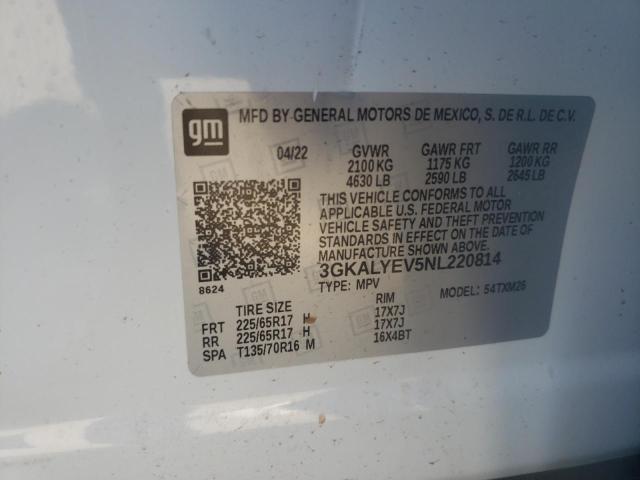 gm
MFD BY GENERAL MOTORS DE MEXICO, S. DE R.L. DE C.V.
04/22 GVWR GAWR FRT GAWR RR
2100 KG 1175 KG 1200 KG
4630 LB 2590 LB 2645 LB
THIS VEHICLE CONFORMS TO ALL
APPLICABLE U.S. FEDERAL MOTOR
VEHICLE SAFETY AND THEFT PREVENTION
STANDARDS IN EFFECT ON THE DATE OF
MANUFACTURE SHOWN ABOVE.
3GKALYEV5NL220814
8624
TYPE: MPV MODEL: 54TXM26
TIRE SIZE RIM
FRT 225/65R17 H 17X7J
RR 225/65R17 H 17X7J
SPA T135/70R16 M 16X4BT